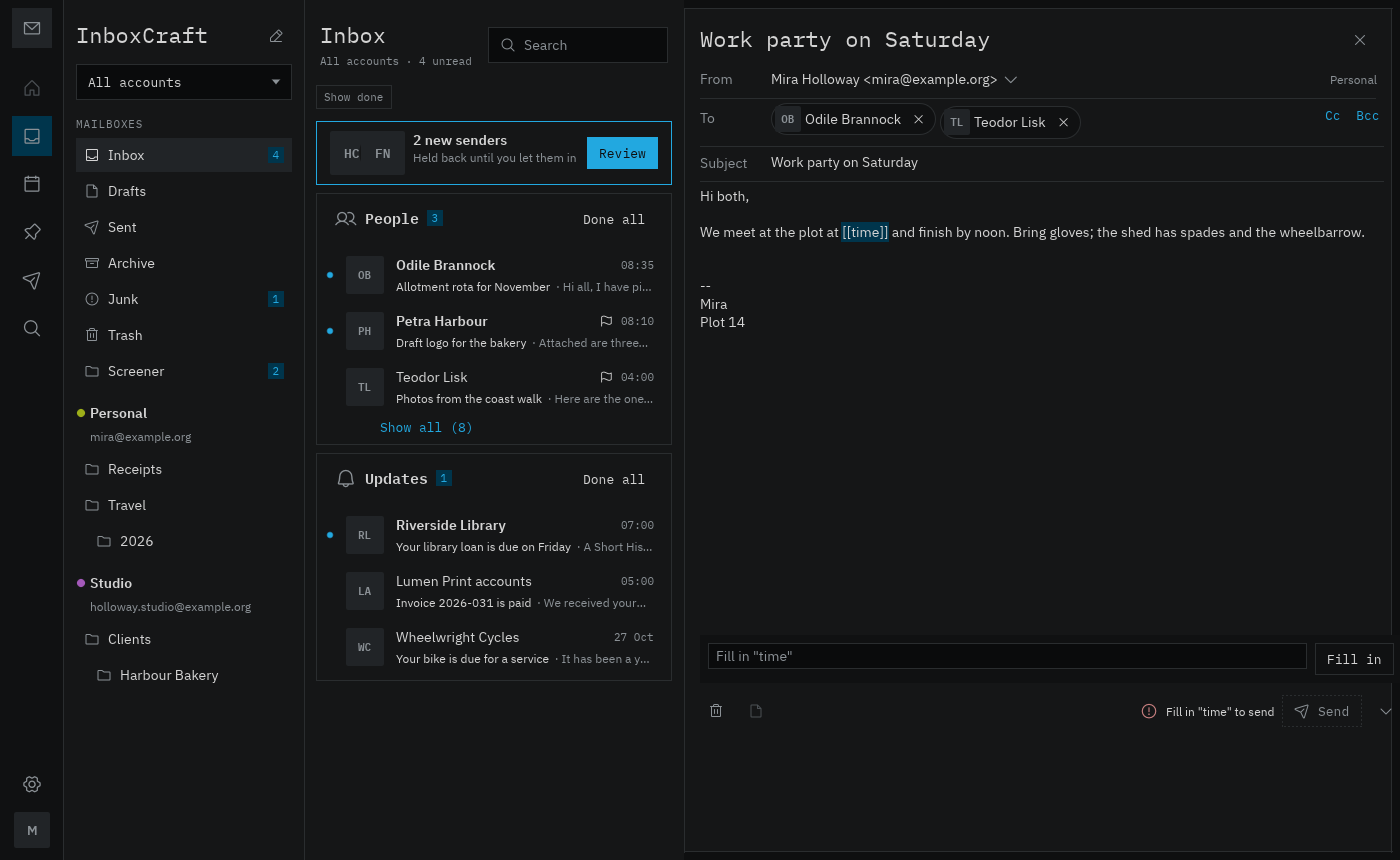 InboxCraft
All accounts
MAILBOXES
Inbox 4
Drafts
Sent
Archive
Junk 1
Trash
Screener 2
Personal
mira@example.org
Receipts
Travel
2026
Studio
holloway.studio@example.org
Clients
Harbour Bakery
M
Inbox
All accounts · 4 unread
Search
Show done
HC FN
2 new senders
Held back until you let them in
Review
People 3 Done all
OB Odile Brannock 08:35
Allotment rota for November · Hi all, I have pi…
PH Petra Harbour 08:10
Draft logo for the bakery · Attached are three…
TL Teodor Lisk 04:00
Photos from the coast walk · Here are the one…
Show all (8)
Updates 1 Done all
RL Riverside Library 07:00
Your library loan is due on Friday · A Short His…
LA Lumen Print accounts 05:00
Invoice 2026-031 is paid · We received your…
WC Wheelwright Cycles 27 Oct
Your bike is due for a service · It has been a y…
Work party on Saturday
From Mira Holloway <mira@example.org> Personal
To OB Odile Brannock TL Teodor Lisk Cc Bcc
Subject Work party on Saturday
Hi both,
We meet at the plot at [[time]] and finish by noon. Bring gloves; the shed has spades and the wheelbarrow.
--
Mira
Plot 14
Fill in "time" Fill in
Fill in "time" to send Send